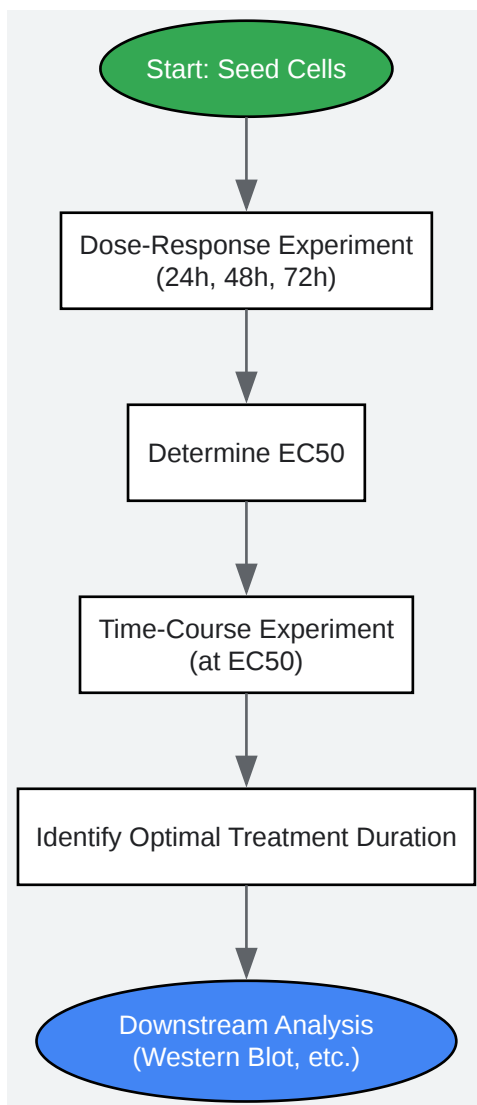 Start: Seed Cells
Dose-Response Experiment
(24h, 48h, 72h)
Determine EC50
Time-Course Experiment
(at EC50)
Identify Optimal Treatment Duration
Downstream Analysis
(Western Blot, etc.)